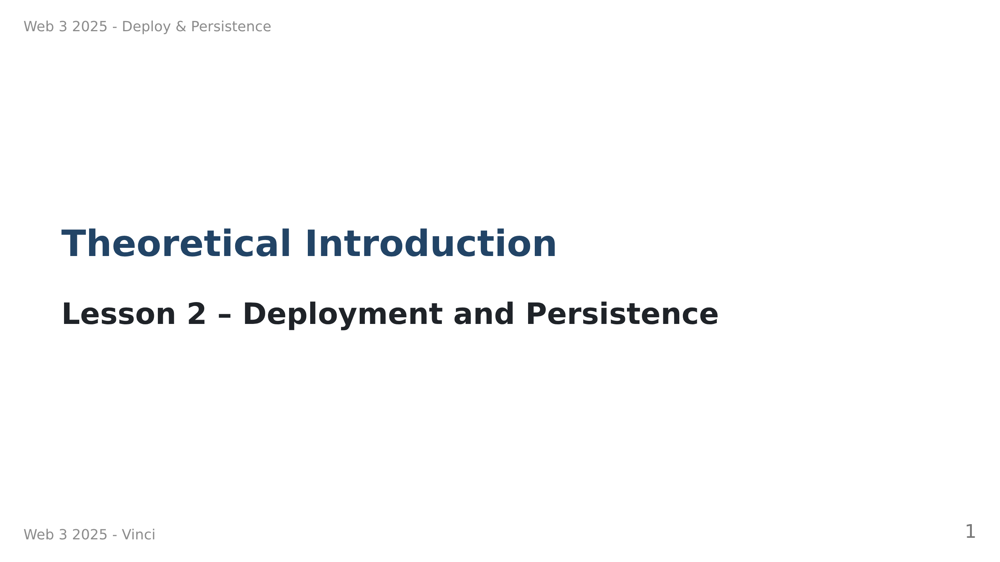 Web 3 2025 - Deploy & Persistence
Theoretical Introduction
Lesson 2 – Deployment and Persistence
Web 3 2025 - Vinci
1